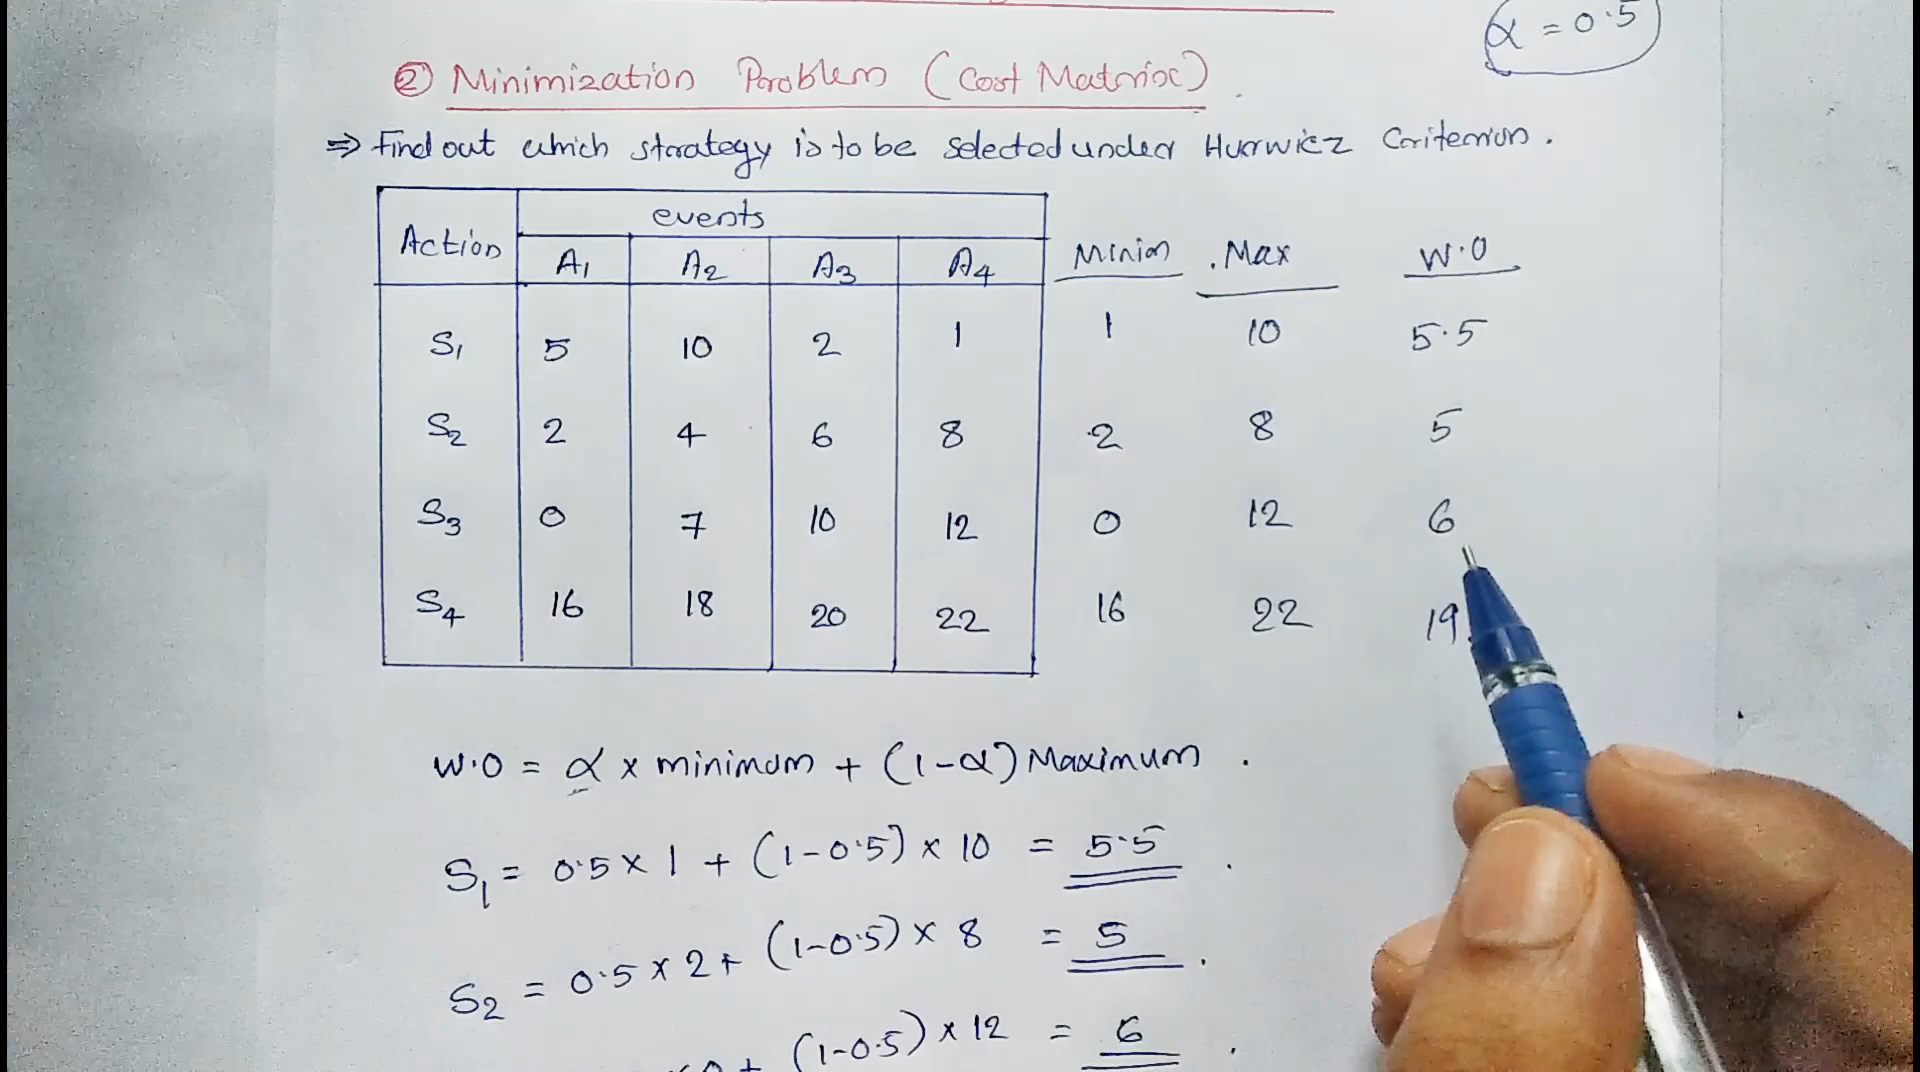 α = 0.5
② Minimization Problem (Cost Matrix)
⇒ Find out which strategy is to be selected under Hurwicz Criterion.
Action events Minim Max W.O
A1 A2 A3 A4
S1 5 10 2 1 1 10 5.5
S2 2 4 6 8 2 8 5
S3 0 7 10 12 0 12 6
S4 16 18 20 22 16 22 19
W.O = α x minimum + (1-α) Maximum .
S1 = 0.5 x 1 + (1-0.5) x 10 = 5.5
S2 = 0.5 x 2 + (1-0.5) x 8 = 5
(1-0.5) x 12 = 6